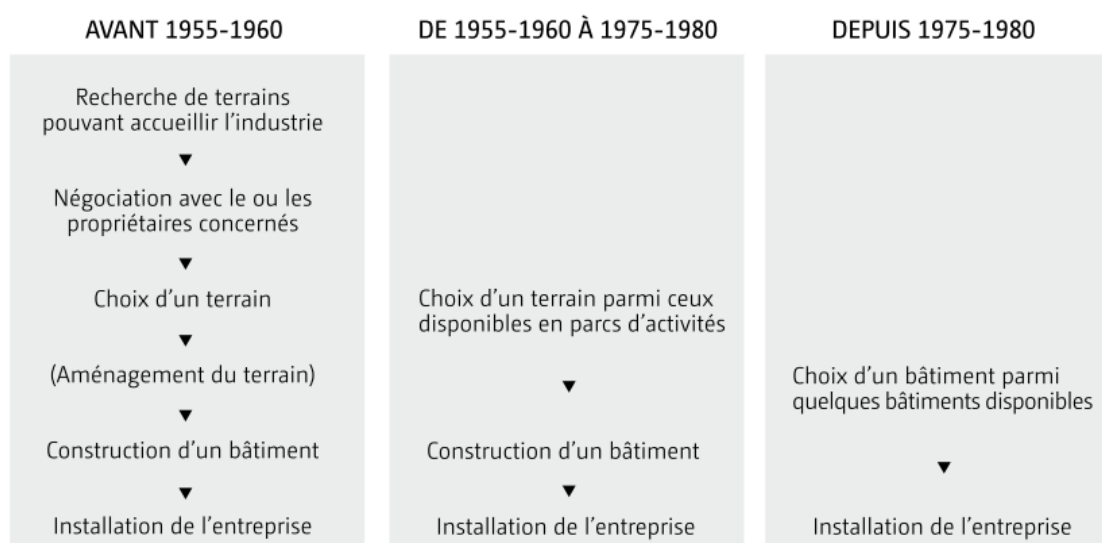 AVANT 1955-1960
Recherche de terrains
pouvant accueillir l’industrie
▼
Négociation avec le ou les
propriétaires concernés
▼
Choix d’un terrain
▼
(Aménagement du terrain)
▼
Construction d’un bâtiment
▼
Installation de l’entreprise
DE 1955-1960 À 1975-1980
Choix d’un terrain parmi ceux
disponibles en parcs d’activités
▼
Construction d’un bâtiment
▼
Installation de l’entreprise
DEPUIS 1975-1980
Choix d’un bâtiment parmi
quelques bâtiments disponibles
▼
Installation de l’entreprise